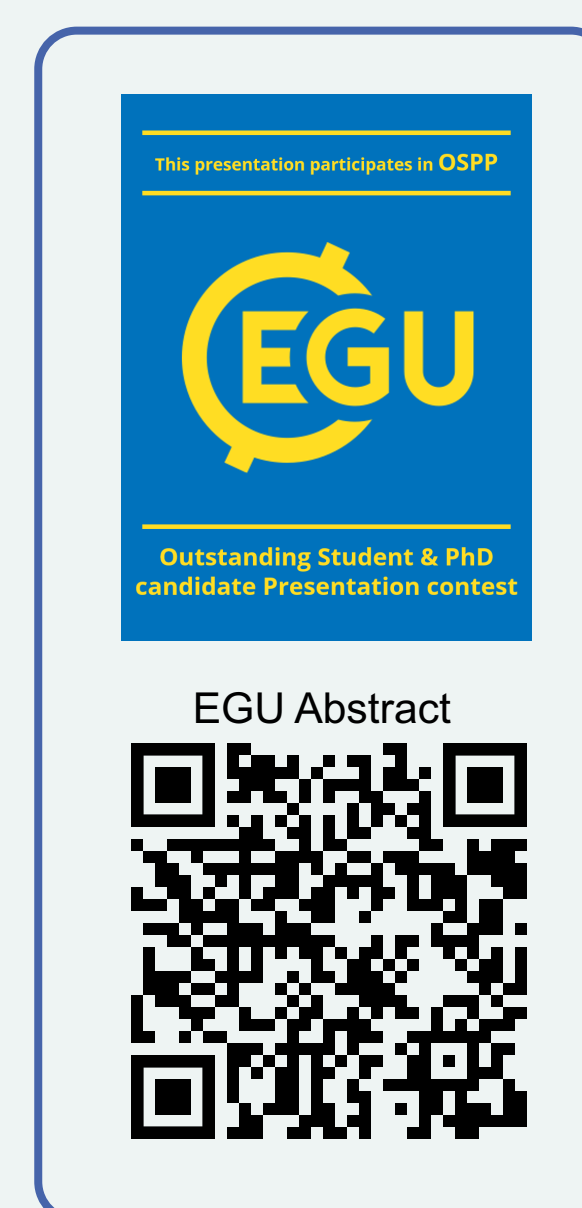 This presentation participates in OSPP
EGU
Outstanding Student & PhD
candidate Presentation contest
EGU Abstract